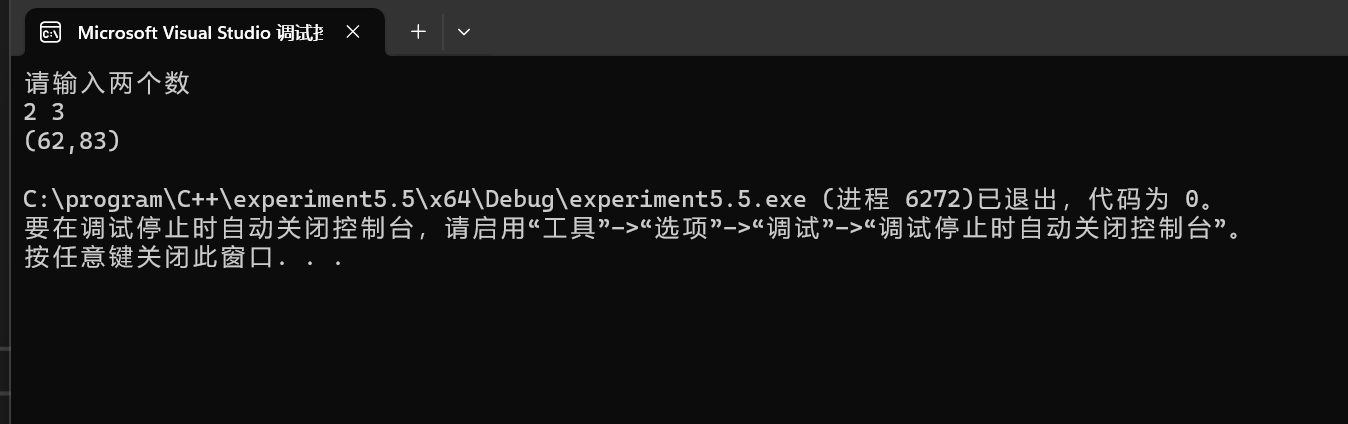 Microsoft Visual Studio 调试控
请输入两个数
2 3
(62,83)
C:\program\C++\experiment5.5\x64\Debug\experiment5.5.exe (进程 6272)已退出，代码为 0。
要在调试停止时自动关闭控制台，请启用“工具”->“选项”->“调试”->“调试停止时自动关闭控制台”。
按任意键关闭此窗口. . .